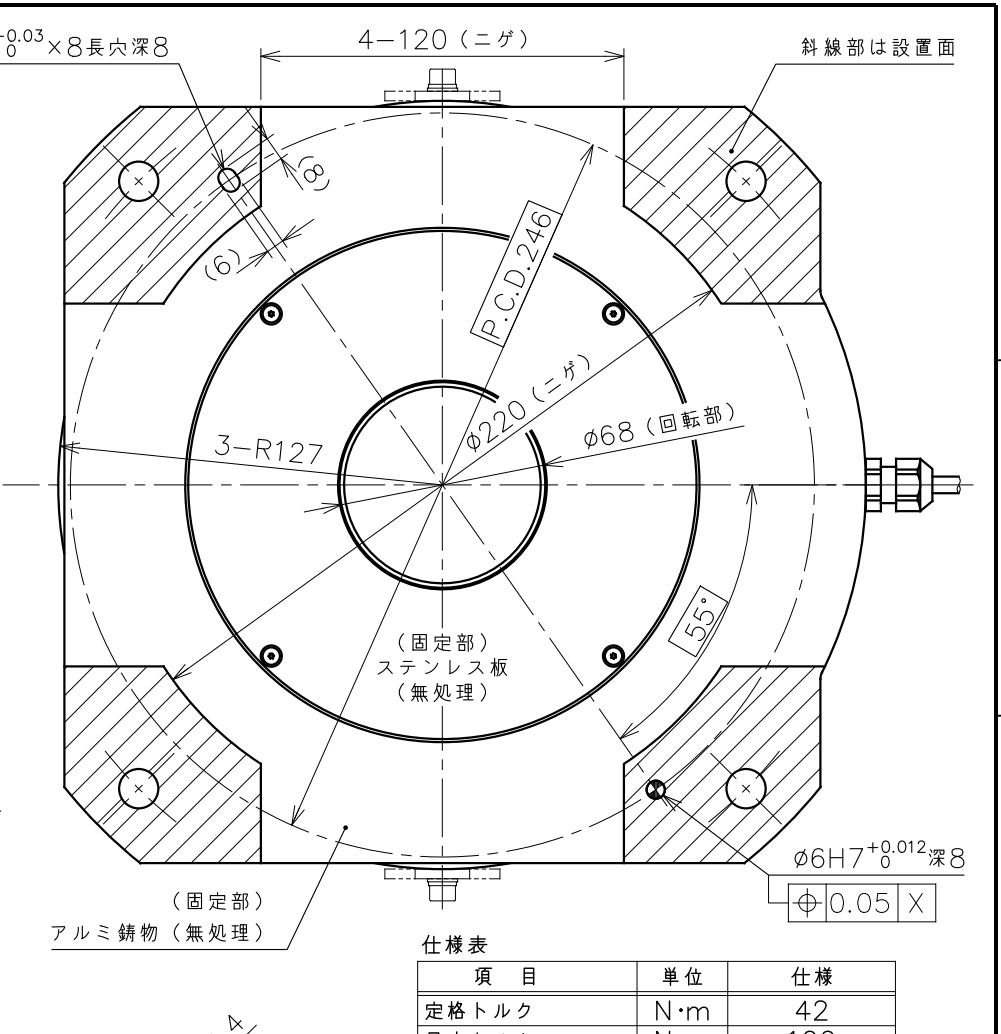 +0.03
0
×8長穴深8
4−120（ニゲ）
斜線部は設置面
(8)
(6)
P.C.D.246
φ220（ニゲ）
φ68（回転部）
3−R127
55°
（固定部）
ステンレス板
（無処理）
φ6H7 +0.012 0 深8
0.05 X
（固定部）
アルミ鋳物（無処理）
仕様表
項 目 単位 仕様
定格トルク N·m 42